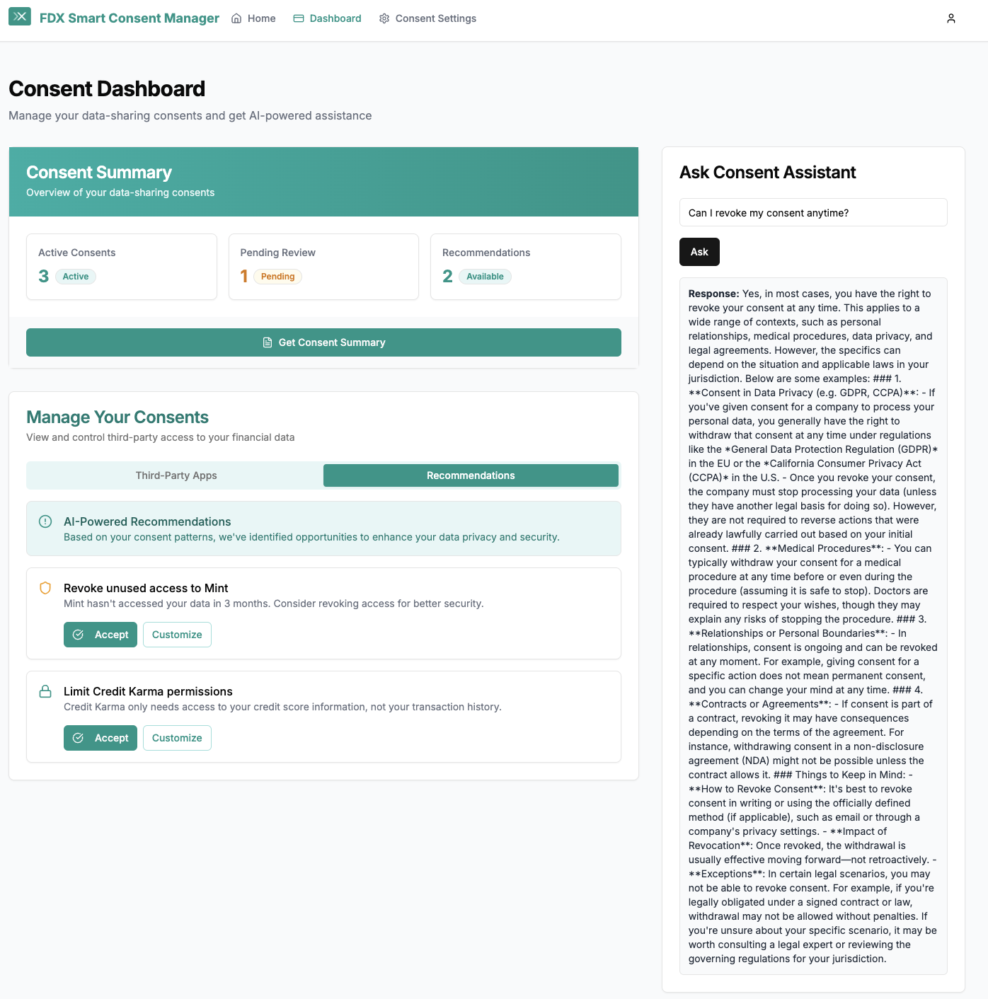 FDX Smart Consent Manager
Home
Dashboard
Consent Settings
Consent Dashboard
Manage your data-sharing consents and get AI-powered assistance
Consent Summary
Overview of your data-sharing consents
Active Consents
3 Active
Pending Review
1 Pending
Recommendations
2 Available
Get Consent Summary
Manage Your Consents
View and control third-party access to your financial data
Third-Party Apps
Recommendations
AI-Powered Recommendations
Based on your consent patterns, we've identified opportunities to enhance your data privacy and security.
Revoke unused access to Mint
Mint hasn't accessed your data in 3 months. Consider revoking access for better security.
Accept
Customize
Limit Credit Karma permissions
Credit Karma only needs access to your credit score information, not your transaction history.
Accept
Customize
Ask Consent Assistant
Can I revoke my consent anytime?
Ask
Response: Yes, in most cases, you have the right to
revoke your consent at any time. This applies to a
wide range of contexts, such as personal
relationships, medical procedures, data privacy, and
legal agreements. However, the specifics can
depend on the situation and applicable laws in your
jurisdiction. Below are some examples: ### 1.
**Consent in Data Privacy (e.g. GDPR, CCPA)**: - If
you've given consent for a company to process your
personal data, you generally have the right to
withdraw that consent at any time under regulations
like the *General Data Protection Regulation (GDPR)*
in the EU or the *California Consumer Privacy Act
(CCPA)* in the U.S. - Once you revoke your consent,
the company must stop processing your data (unless
they have another legal basis for doing so). However,
they are not required to reverse actions that were
already lawfully carried out based on your initial
consent. ### 2. **Medical Procedures**: - You can
typically withdraw your consent for a medical
procedure at any time before or even during the
procedure (assuming it is safe to stop). Doctors are
required to respect your wishes, though they may
explain any risks of stopping the procedure. ### 3.
**Relationships or Personal Boundaries**: - In
relationships, consent is ongoing and can be revoked
at any moment. For example, giving consent for a
specific action does not mean permanent consent,
and you can change your mind at any time. ### 4.
**Contracts or Agreements**: - If consent is part of
a contract, revoking it may have consequences
depending on the terms of the agreement. For
instance, withdrawing consent in a non-disclosure
agreement (NDA) might not be possible unless the
contract allows it. ### Things to Keep in Mind: -
**How to Revoke Consent**: It's best to revoke
consent in writing or using the officially defined
method (if applicable), such as email or through a
company's privacy settings. - **Impact of
Revocation**: Once revoked, the withdrawal is
usually effective moving forward—not retroactively. -
**Exceptions**: In certain legal scenarios, you may
not be able to revoke consent. For example, if you're
legally obligated under a signed contract or law,
withdrawal may not be allowed without penalties. If
you're unsure about your specific scenario, it may be
worth consulting a legal expert or reviewing the
governing regulations for your jurisdiction.